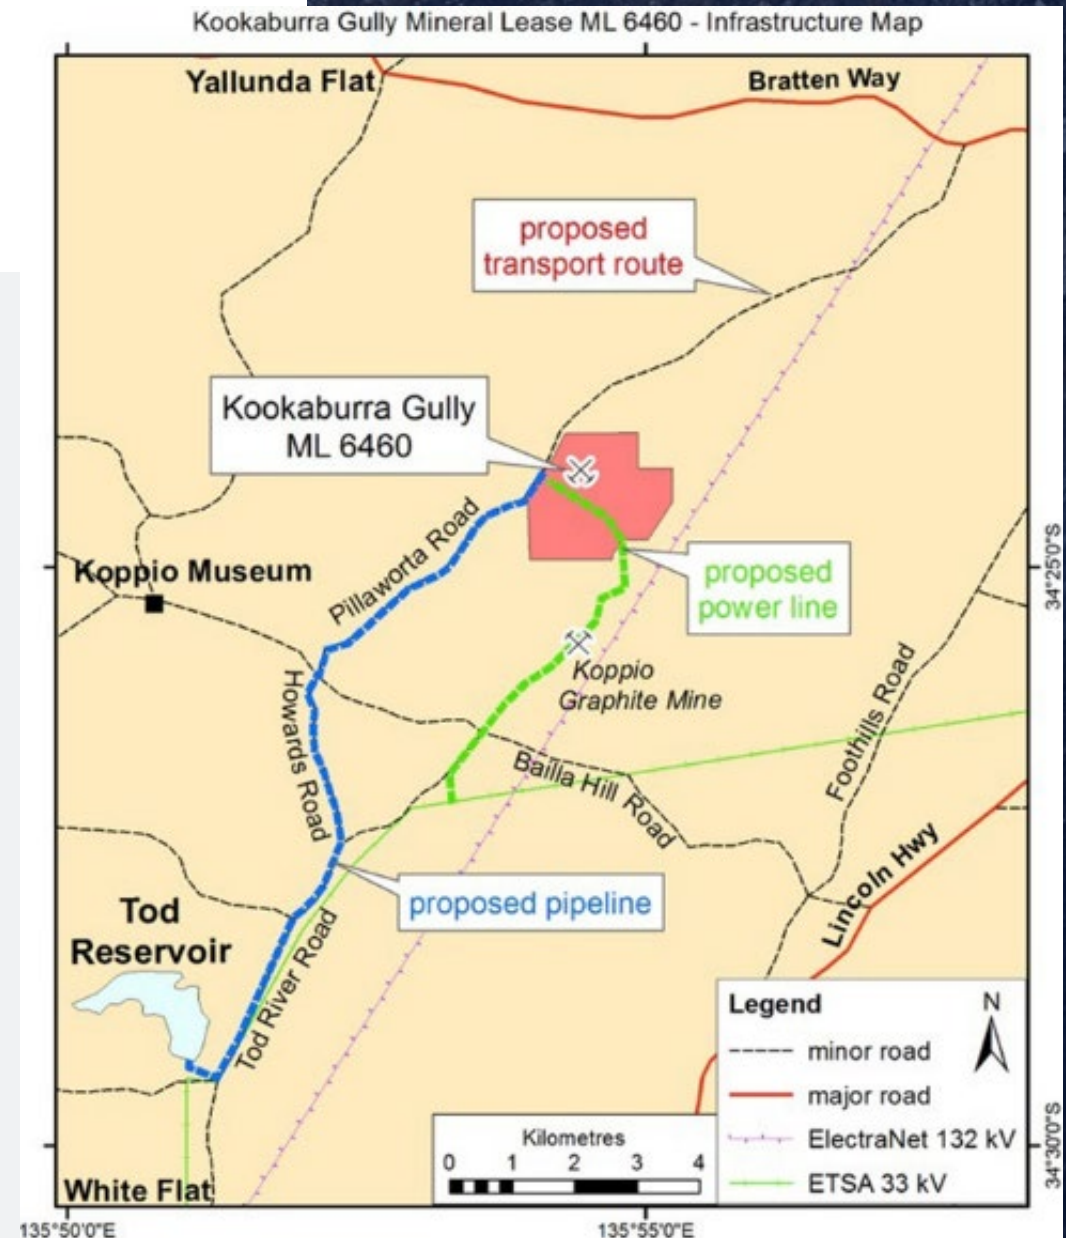 Kookaburra Gully Mineral Lease ML 6460 - Infrastructure Map
Yallunda Flat
Bratten Way
proposed
transport route
Kookaburra Gully
ML 6460
Pillaworta Road
Koppio Museum
34°25'0"S
proposed
power line
Koppio
Graphite Mine
Howards Road
Foothills Road
Bailla Hill Road
Lincoln Hwy
proposed pipeline
Tod
Reservoir
Tod River Road
Legend
N
minor road
major road
ElectraNet 132 kV
ETSA 33 kV
Kilometres
0 1 2 3 4
34°30'0"S
White Flat
135°50'0"E
135°55'0"E